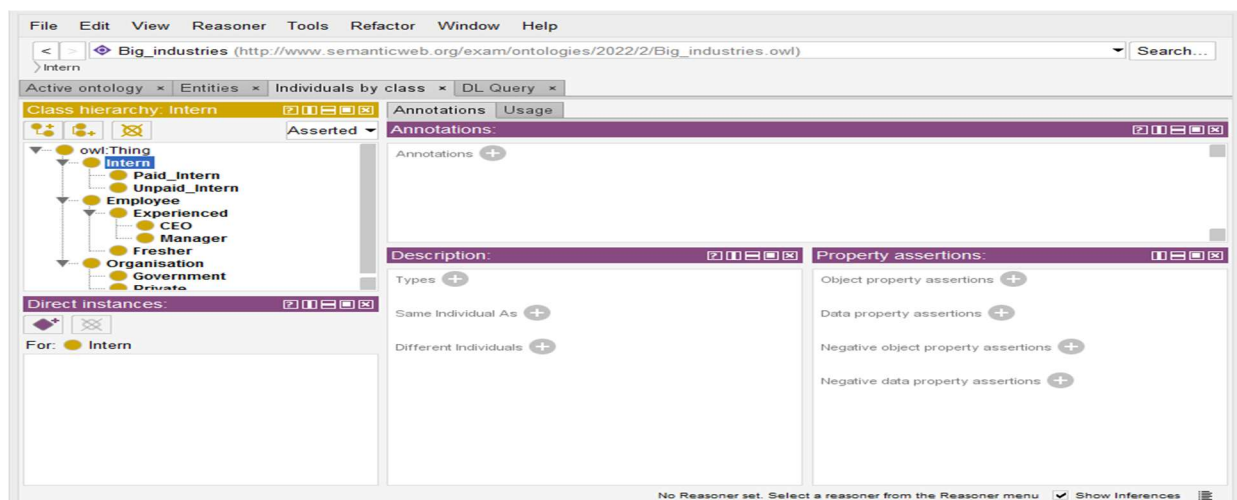 File Edit View Reasoner Tools Refactor Window Help
< > Big_industries (http://www.semanticweb.org/exam/ontologies/2022/2/Big_industries.owl) Search...
Intern
Active ontology × Entities × Individuals by class × DL Query ×
Class hierarchy: Intern
Asserted
owl:Thing
Intern
Paid_Intern
Unpaid_Intern
Employee
Experienced
CEO
Manager
Fresher
Organisation
Government
Private
Direct instances:
For: Intern
Annotations Usage
Annotations:
Annotations
Description:
Types
Same Individual As
Different Individuals
Property assertions:
Object property assertions
Data property assertions
Negative object property assertions
Negative data property assertions
No Reasoner set. Select a reasoner from the Reasoner menu Show Inferences